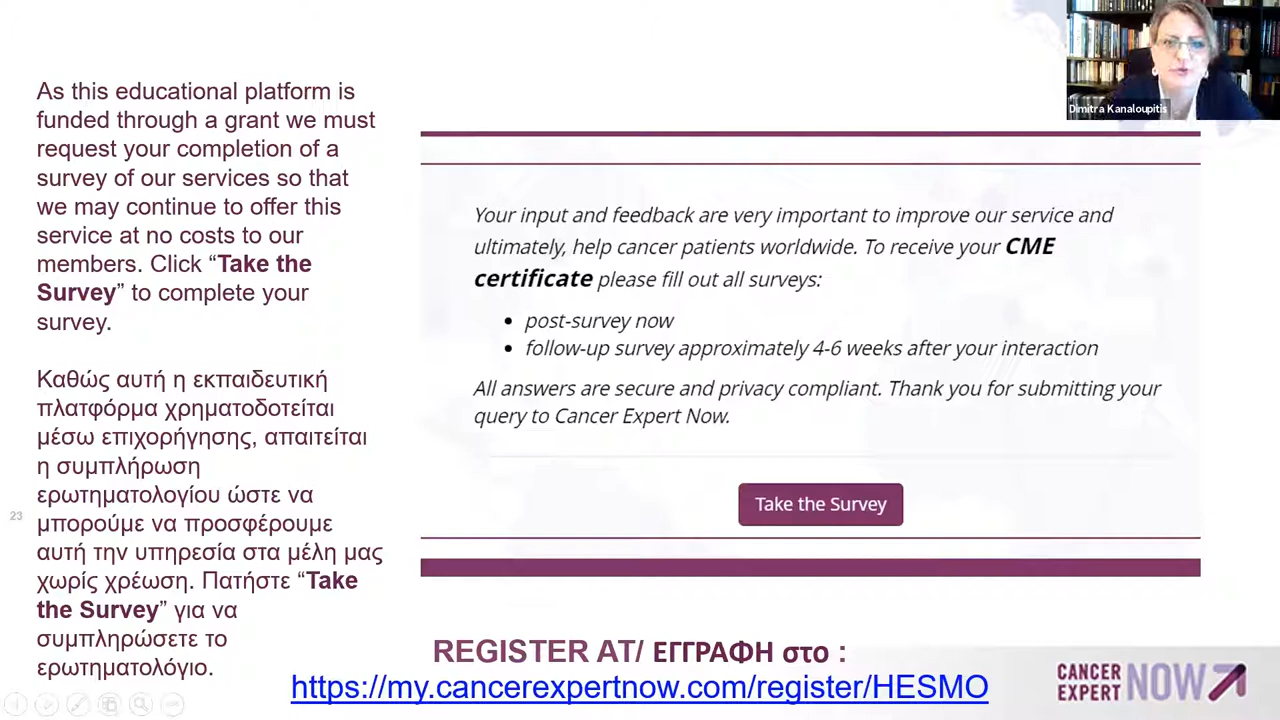 Dimitra Kanaloupitis
As this educational platform is
funded through a grant we must
request your completion of a
survey of our services so that
we may continue to offer this
service at no costs to our
members. Click “Take the
Survey” to complete your
survey.
Καθώς αυτή η εκπαιδευτική
πλατφόρμα χρηματοδοτείται
μέσω επιχορήγησης, απαιτείται
η συμπλήρωση
ερωτηματολογίου ώστε να
μπορούμε να προσφέρουμε
αυτή την υπηρεσία στα μέλη μας
χωρίς χρέωση. Πατήστε “Take
the Survey” για να
συμπληρώσετε το
ερωτηματολόγιο.
23
Your input and feedback are very important to improve our service and
ultimately, help cancer patients worldwide. To receive your CME
certificate please fill out all surveys:
• post-survey now
• follow-up survey approximately 4-6 weeks after your interaction
All answers are secure and privacy compliant. Thank you for submitting your
query to Cancer Expert Now.
Take the Survey
REGISTER AT/ ΕΓΓΡΑΦΗ στο :
https://my.cancerexpertnow.com/register/HESMO
CANCER
EXPERT NOW